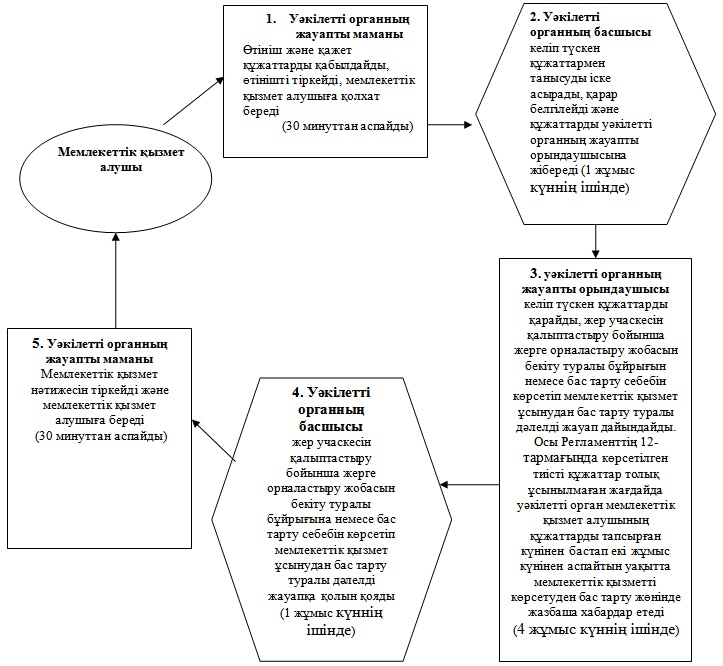 Мемлекеттік қызмет
алушы
1. Уәкілетті органның
жауапты маманы
Өтініш және қажет
құжаттарды қабылдайды,
өтінішті тіркейді, мемлекеттік
қызмет алушыға қолхат
береді
(30 минуттан аспайды)
2. Уәкілетті
органның басшысы
келіп түскен
құжаттармен
танысуды іске
асырады, қарар
белгілейді және
құжаттарды уәкілетті
органның жауапты
орындаушысына
жібереді (1 жұмыс
күннің ішінде)
3. уәкілетті органның
жауапты орындаушысы
келіп түскен құжаттарды
қарайды, жер учаскесін
қалыптастыру бойынша
жерге орналастыру жобасын
бекіту туралы бұйрығын
немесе бас тарту себебін
көрсетіп мемлекеттік қызмет
ұсынудан бас тарту туралы
дәлелді жауап дайындайды.
Осы Регламенттің 12-
тармағында көрсетілген
тиісті құжаттар толық
ұсынылмаған жағдайда
уәкілетті орган мемлекеттік
қызмет алушының
құжаттарды тапсырған
күнінен бастап екі жұмыс
күнінен аспайтын уақытта
мемлекеттік қызметті
көрсетуден бас тарту жөнінде
жазбаша хабардар етеді
(4 жұмыс күннің ішінде)
4. Уәкілетті
органның
басшысы
жер учаскесін
қалыптастыру
бойынша жерге
орналастыру жобасын
бекіту туралы
бұйрығына немесе бас
тарту себебін көрсетіп
мемлекеттік қызмет
ұсынудан бас тарту
туралы дәлелді
жауапқа қолын қояды
(1 жұмыс күннің
ішінде)
5. Уәкілетті органның
жауапты маманы
Мемлекеттік қызмет
нәтижесін тіркейді және
мемлекеттік қызмет
алушыға береді
(30 минуттан аспайды)